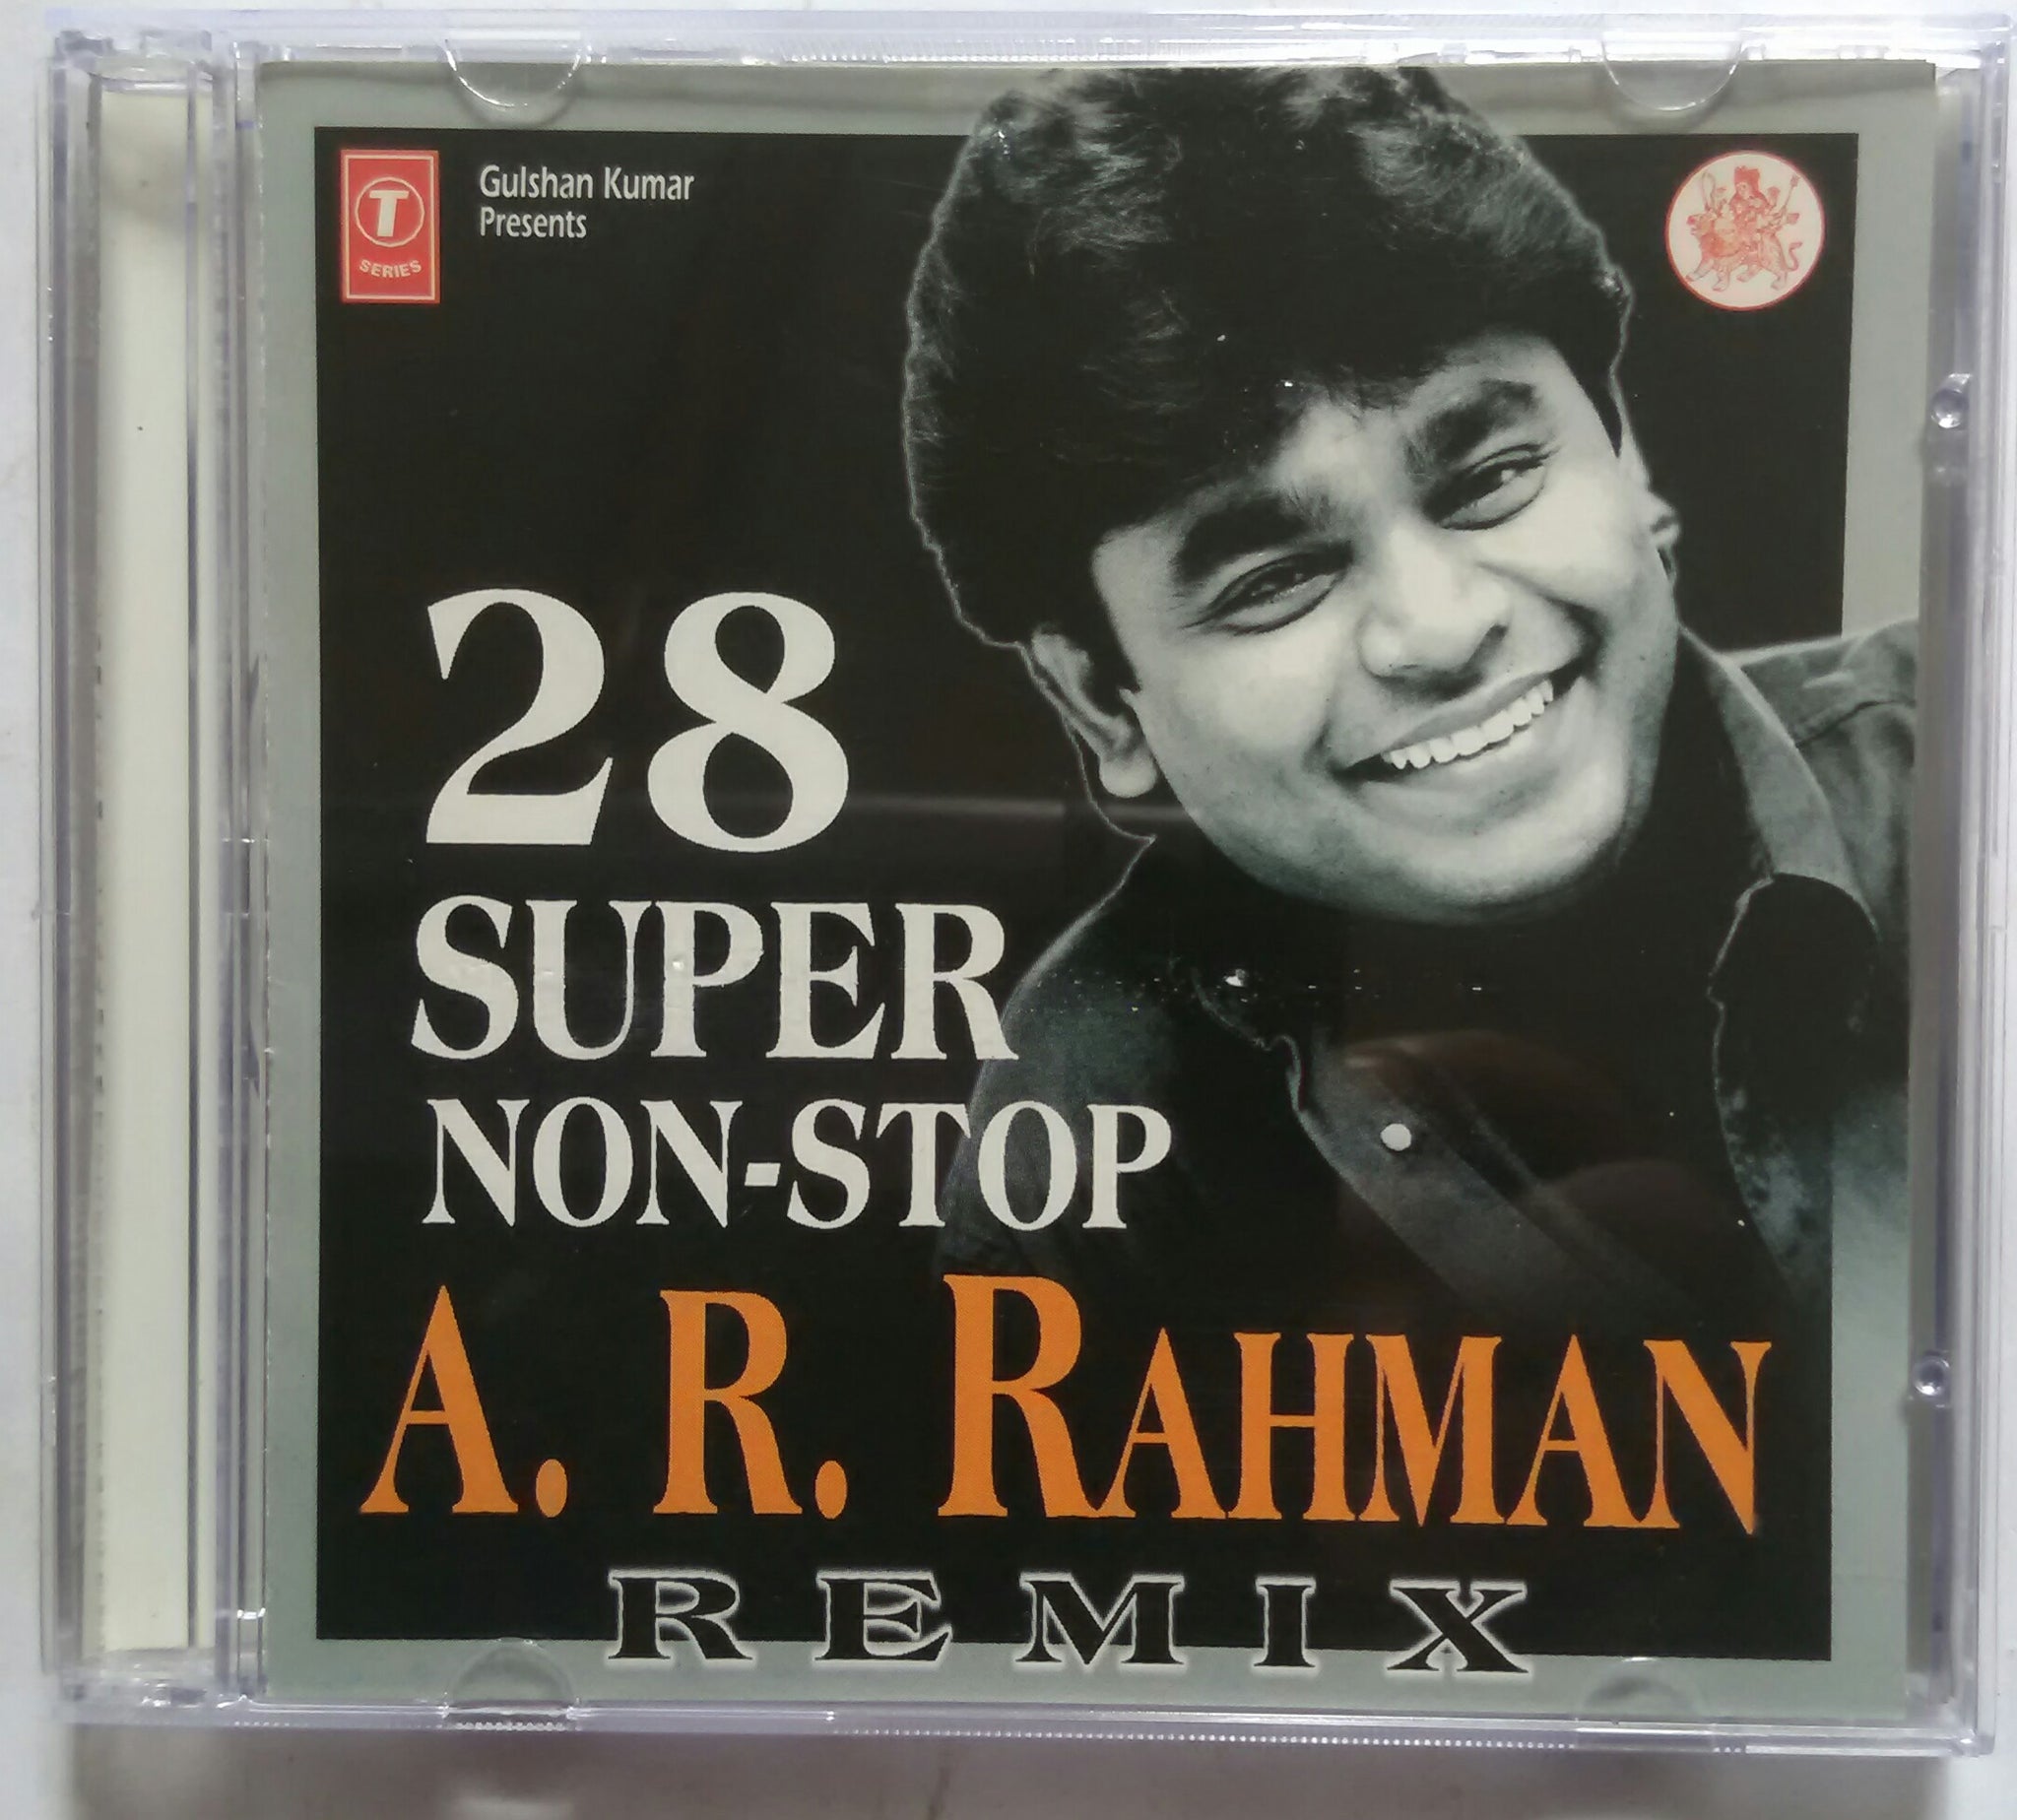 T
SERIES
Gulshan Kumar
Presents
28
SUPER
NON-STOP
A. R. RAHMAN
REMIX